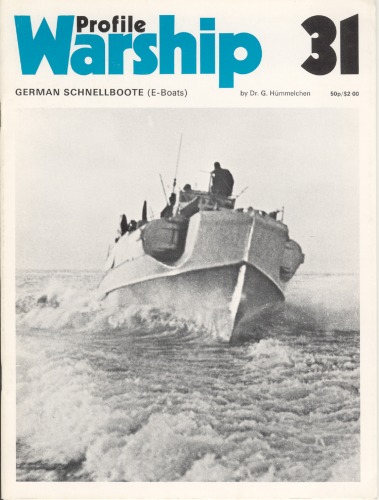 Profile
Warship 31
GERMAN SCHNELLBOOTE (E-Boats) by Dr. G. Hümmelchen 50p/$2·00